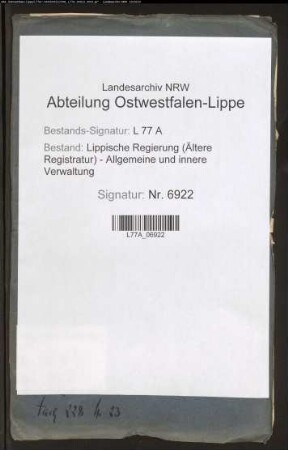 Landesarchiv NRW
Abteilung Ostwestfalen-Lippe
Bestands-Signatur: L 77 A
Bestand: Lippische Regierung (Ältere
Registratur) - Allgemeine und innere
Verwaltung
Signatur: Nr. 6922
L77A_06922